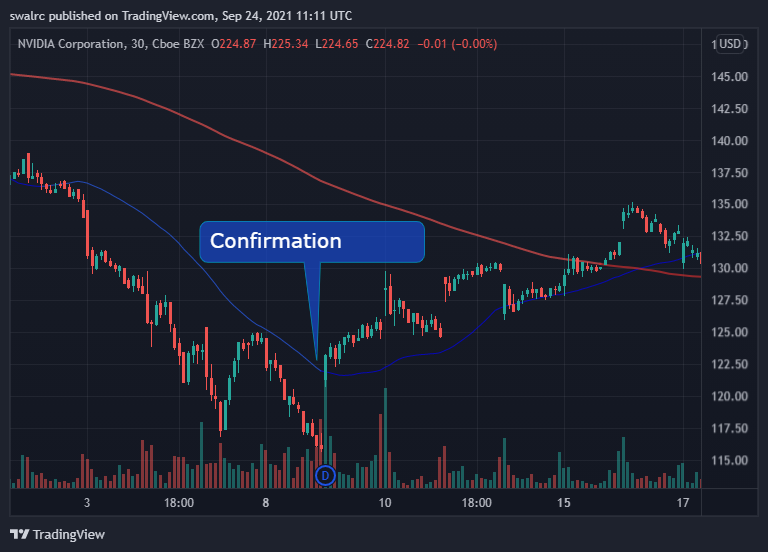 swalrc published on TradingView.com, Sep 24, 2021 11:11 UTC
NVIDIA Corporation, 30, Cboe BZX O224.87 H225.34 L224.65 C224.82 −0.01 (−0.00%)
USD
145.00
142.50
140.00
137.50
135.00
Confirmation
132.50
130.00
127.50
125.00
122.50
120.00
117.50
115.00
D
3 18:00 8 10 18:00 15 17
TradingView